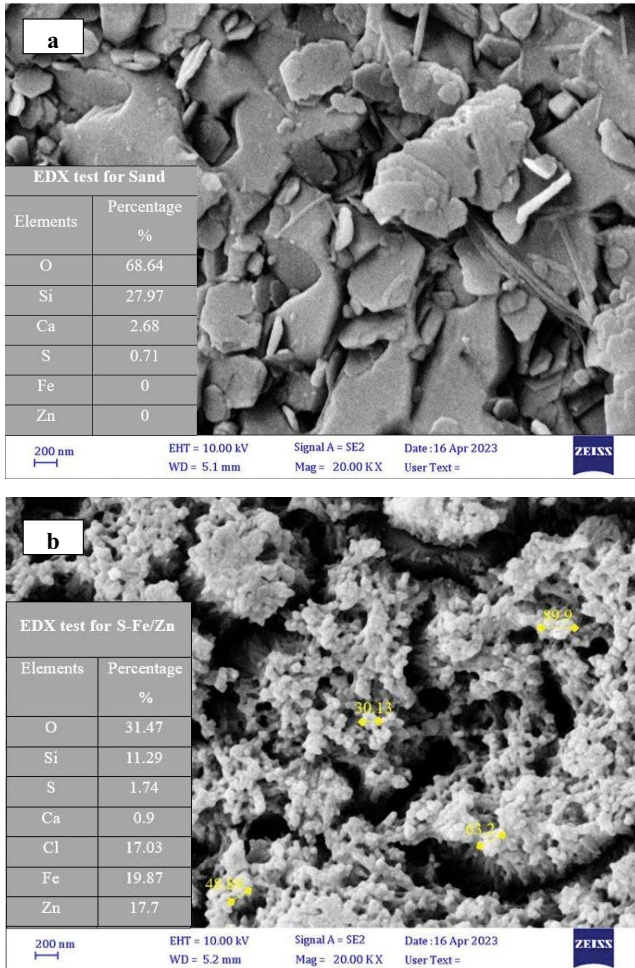 a
EDX test for Sand
Elements Percentage %
O 68.64
Si 27.97
Ca 2.68
S 0.71
Fe 0
Zn 0
200 nm EHT = 10.00 kV Signal A = SE2 Date :16 Apr 2023 ZEISS
WD = 5.1 mm Mag = 20.00 K X User Text =
b
EDX test for S-Fe/Zn
Elements Percentage %
O 31.47
Si 11.29
S 1.74
Ca 0.9
Cl 17.03
Fe 19.87
Zn 17.7
89.9
30.13
63.2
200 nm EHT = 10.00 kV Signal A = SE2 Date :16 Apr 2023 ZEISS
WD = 5.2 mm Mag = 20.00 K X User Text =